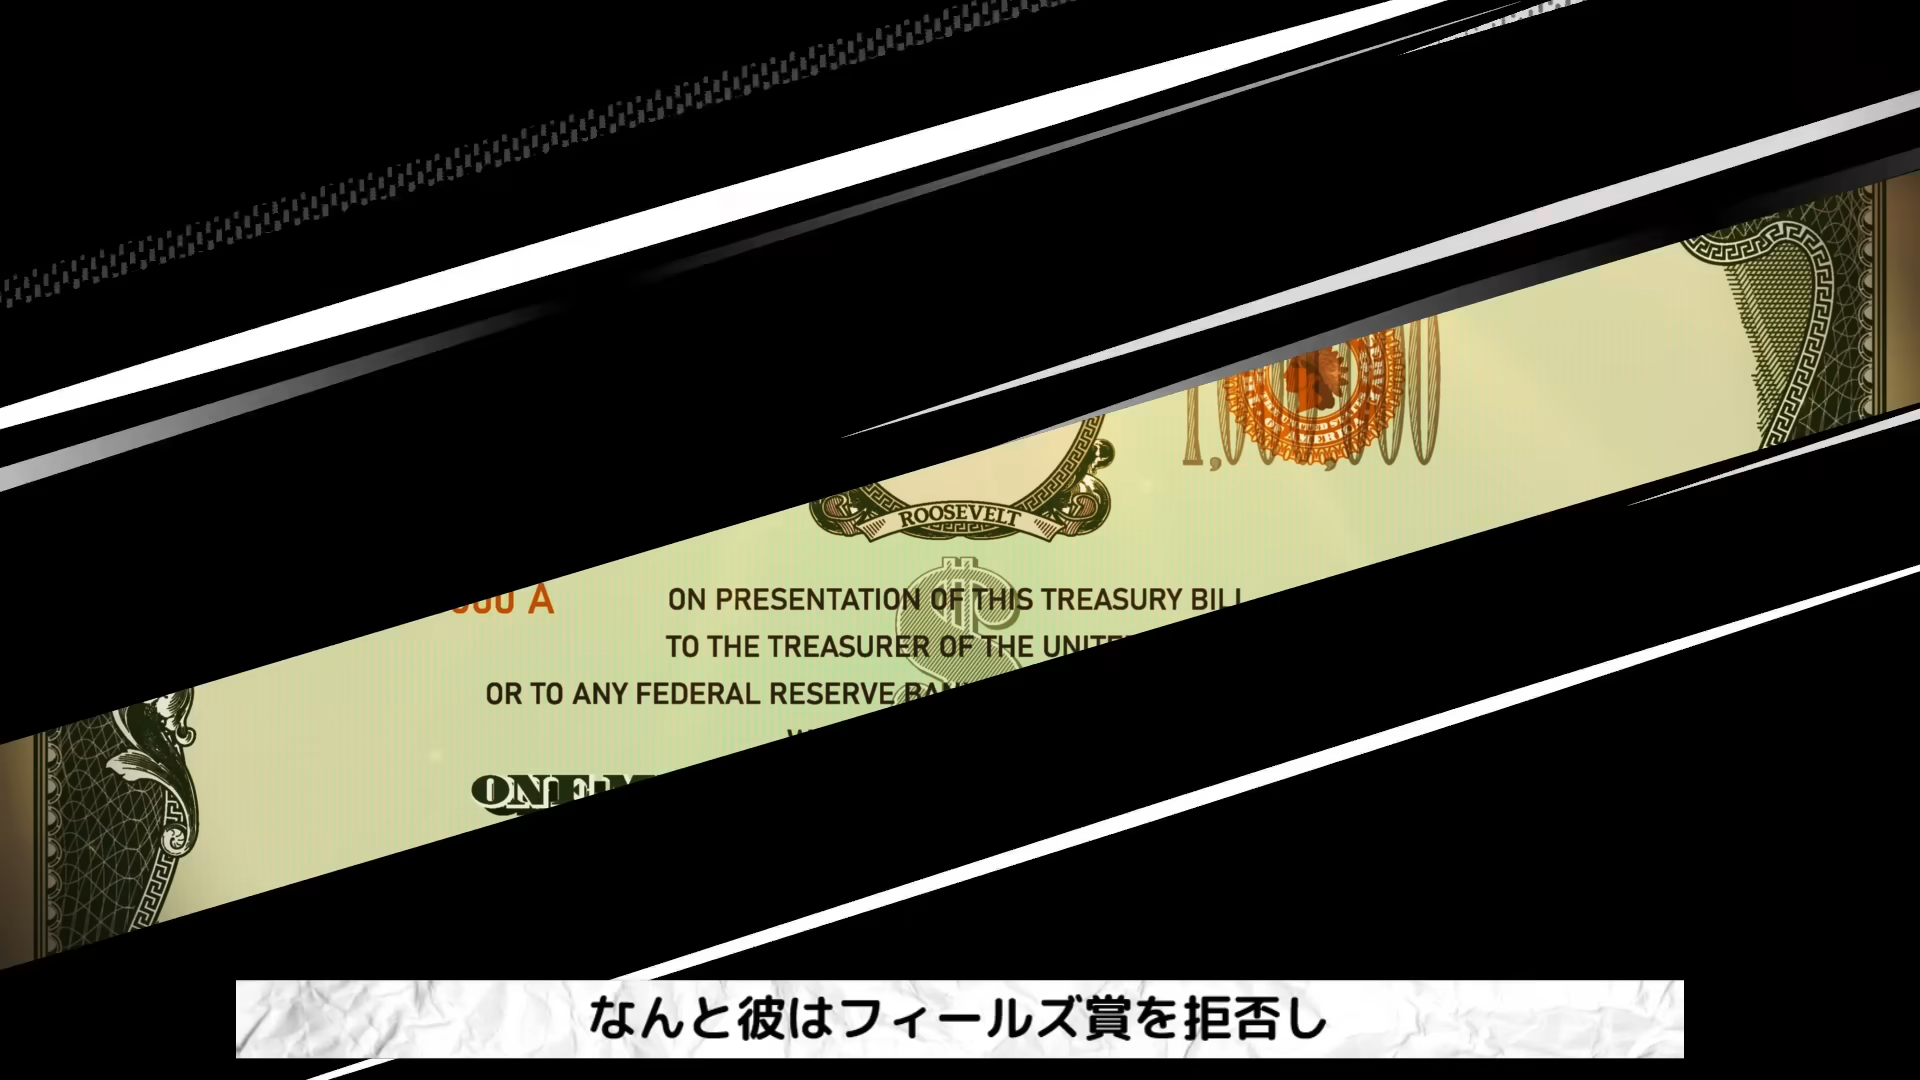 ROOSEVELT
A
ON PRESENTATION OF THIS TREASURY BILL
TO THE TREASURER OF THE
OR TO ANY FEDERAL RESERVE
ONE
なんと彼はフィールズ賞を拒否し